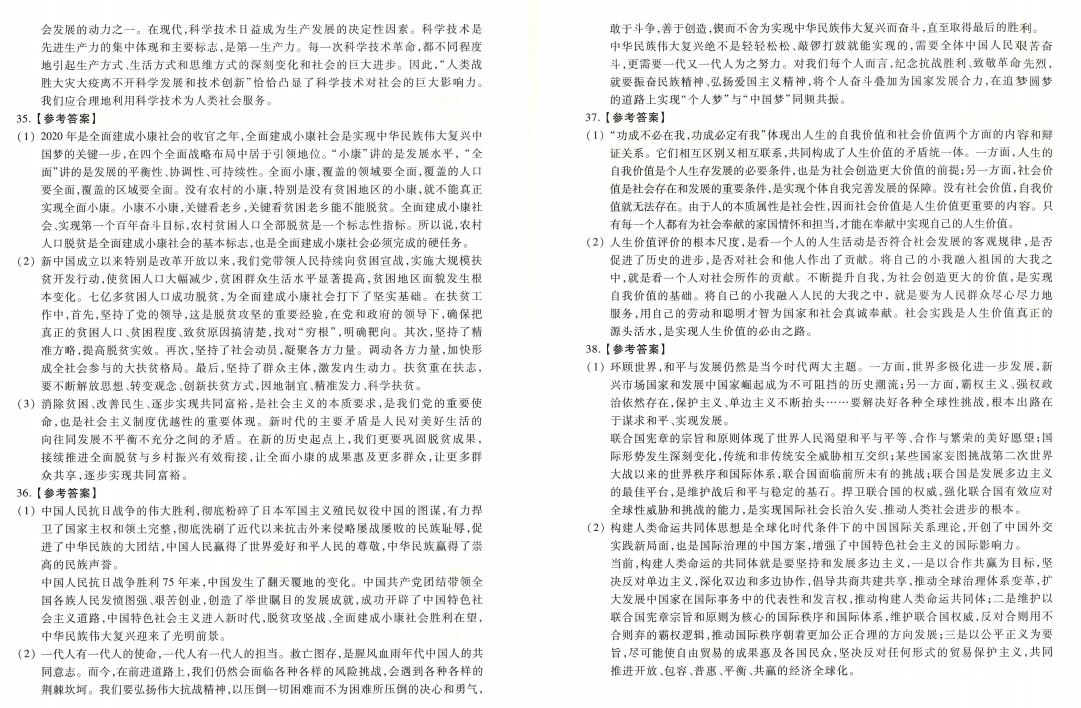 会发展的动力之一。在现代,科学技术日益成为生产发展的决定性因素。科学技术是
先进生产力的集中体现和主要标志,是第一生产力。每一次科学技术革命,都不同程度
地引起生产方式、生活方式和思维方式的深刻变化和社会的巨大进步。因此,“人类战
胜大灾大疫离不开科学发展和技术创新”恰恰凸显了科学技术对社会的巨大影响力。
我们应合理地利用科学技术为人类社会服务。
35.【参考答案】
(1) 2020 年是全面建成小康社会的收官之年,全面建成小康社会是实现中华民族伟大复兴中
国梦的关键一步,在四个全面战略布局中居于引领地位。“小康”讲的是发展水平,“全
面”讲的是发展的平衡性、协调性、可持续性。全面小康,覆盖的领域要全面,覆盖的人口
要全面,覆盖的区域要全面。没有农村的小康,特别是没有贫困地区的小康,就不能真正
实现全面小康。小康不小康,关键看老乡,关键看贫困老乡能不能脱贫。全面建成小康社
会、实现第一个百年奋斗目标,农村贫困人口全部脱贫是一个标志性指标。所以说,农村
人口脱贫是全面建成小康社会的基本标志,也是全面建成小康社会必须完成的硬任务。
(2) 新中国成立以来特别是改革开放以来,我们党带领人民持续向贫困宣战,实施大规模扶
贫开发行动,使贫困人口大幅减少,贫困群众生活水平显著提高,贫困地区面貌发生根
本变化。七亿多贫困人口成功脱贫,为全面建成小康社会打下了坚实基础。在扶贫工
作中,首先,坚持了党的领导,这是脱贫攻坚的重要经验,在党和政府的领导下,确保把
真正的贫困人口、贫困程度、致贫原因搞清楚,找对“穷根”,明确靶向。其次,坚持了精
准方略,提高脱贫实效。再次,坚持了社会动员,凝聚各方力量。调动各方力量,加快形
成全社会参与的大扶贫格局。最后,坚持了群众主体,激发内生动力。扶贫重在扶志,
要不断解放思想、转变观念、创新扶贫方式,因地制宜、精准发力、科学扶贫。
(3) 消除贫困、改善民生、逐步实现共同富裕,是社会主义的本质要求,是我们党的重要使
命,也是社会主义制度优越性的重要体现。新时代的主要矛盾是人民对美好生活的
向往同发展不平衡不充分之间的矛盾。在新的历史起点上,我们更要巩固脱贫成果,
接续推进全面脱贫与乡村振兴有效衔接,让全面小康的成果惠及更多群众,让更多群
众共享,逐步实现共同富裕。
36.【参考答案】
(1) 中国人民抗日战争的伟大胜利,彻底粉碎了日本军国主义殖民奴役中国的图谋,有力捍
卫了国家主权和领土完整,彻底洗刷了近代以来抗击外来侵略屡战屡败的民族耻辱,促
进了中华民族的大团结,中国人民赢得了世界爱好和平人民的尊敬,中华民族赢得了崇
高的民族声誉。
中国人民抗日战争胜利 75 年来,中国发生了翻天覆地的变化。中国共产党团结带领全
国各族人民发愤图强、艰苦创业,创造了举世瞩目的发展成就,成功开辟了中国特色社
会主义道路,中国特色社会主义进入新时代,脱贫攻坚战、全面建成小康社会胜利在望,
中华民族伟大复兴迎来了光明前景。
(2) 一代人有一代人的使命,一代人有一代人的担当。救亡图存,是腥风血雨年代中国人的共
同意志。而今,在前进道路上,我们仍然会面临各种各样的风险挑战,会遇到各种各样的
荆棘坎坷。我们要弘扬伟大抗战精神,以压倒一切困难而不为困难所压倒的决心和勇气,
敢于斗争,善于创造,锲而不舍为实现中华民族伟大复兴而奋斗,直至取得最后的胜利。
中华民族伟大复兴绝不是轻轻松松、敲锣打鼓就能实现的,需要全体中国人民艰苦奋
斗,更需要一代又一代人为之努力。对我们每个人而言,纪念抗战胜利、致敬革命先烈,
就要振奋民族精神、弘扬爱国主义精神,将个人奋斗叠加为国家发展合力,在追梦圆梦
的道路上实现“个人梦”与“中国梦”同频共振。
37.【参考答案】
(1) “功成不必在我,功成必定有我”体现出人生的自我价值和社会价值两个方面的内容和辩
证关系。它们相互区别又相互联系,共同构成了人生价值的矛盾统一体。一方面,人生的
自我价值是个人生存发展的必要条件,也是为社会创造更大价值的前提;另一方面,社会价
值是社会存在和发展的重要条件,是实现个体自我完善发展的保障。没有社会价值,自我价
值就无法存在。由于人的本质属性是社会性,因而社会价值是人生价值更重要的内容。只
有每一个人都有为社会奉献的家国情怀和担当,才能在奉献中实现自己的人生价值。
(2) 人生价值评价的根本尺度,是看一个人的人生活动是否符合社会发展的客观规律,是否
促进了历史的进步,是否对社会和他人作出了贡献。将自己的小我融入祖国的大我之
中,就是看一个人对社会所作的贡献。不断提升自我,为社会创造更大的价值,是实现
自我价值的基础。将自己的小我融入人民的大我之中,就是要为人民群众尽心尽力地
服务,用自己的劳动和聪明才智为国家和社会真诚奉献。社会实践是人生价值真正的
源头活水,是实现人生价值的必由之路。
38.【参考答案】
(1) 环顾世界,和平与发展仍然是当今时代两大主题。一方面,世界多极化进一步发展,新
兴市场国家和发展中国家崛起成为不可阻挡的历史潮流;另一方面,霸权主义、强权政
治依然存在,保护主义、单边主义不断抬头……要解决好各种全球性挑战,根本出路在
于谋求和平、实现发展。
联合国宪章的宗旨和原则体现了世界人民渴望和平与平等、合作与繁荣的美好愿望;国
际形势发生深刻变化,传统和非传统安全威胁相互交织;某些国家妄图挑战第二次世界
大战以来的世界秩序和国际体系,联合国面临前所未有的挑战;联合国是发展多边主义
的最佳平台,是维护战后和平与稳定的基石。捍卫联合国的权威,强化联合国有效应对
全球性威胁和挑战的能力,是实现国际社会长治久安、推动人类社会进步的根本。
(2) 构建人类命运共同体思想是全球化时代条件下的中国国际关系理论,开创了中国外交
实践新局面,也是国际治理的中国方案,增强了中国特色社会主义的国际影响力。
当前,构建人类命运的共同体就是要坚持和发展多边主义,一是以合作共赢为目标,坚
决反对单边主义,深化双边和多边协作,倡导共商共建共享,推动全球治理体系变革,扩
大发展中国家在国际事务中的代表性和发言权,推动构建人类命运共同体;二是维护以
联合国宪章宗旨和原则为核心的国际秩序和国际体系,维护联合国权威,反对合则用不
合则弃的霸权逻辑,推动国际秩序朝着更加公正合理的方向发展;三是以公平正义为要
旨,尽可能使自由贸易的成果惠及各国民众,坚决反对任何形式的贸易保护主义,共同
推进开放、包容、普惠、平衡、共赢的经济全球化。